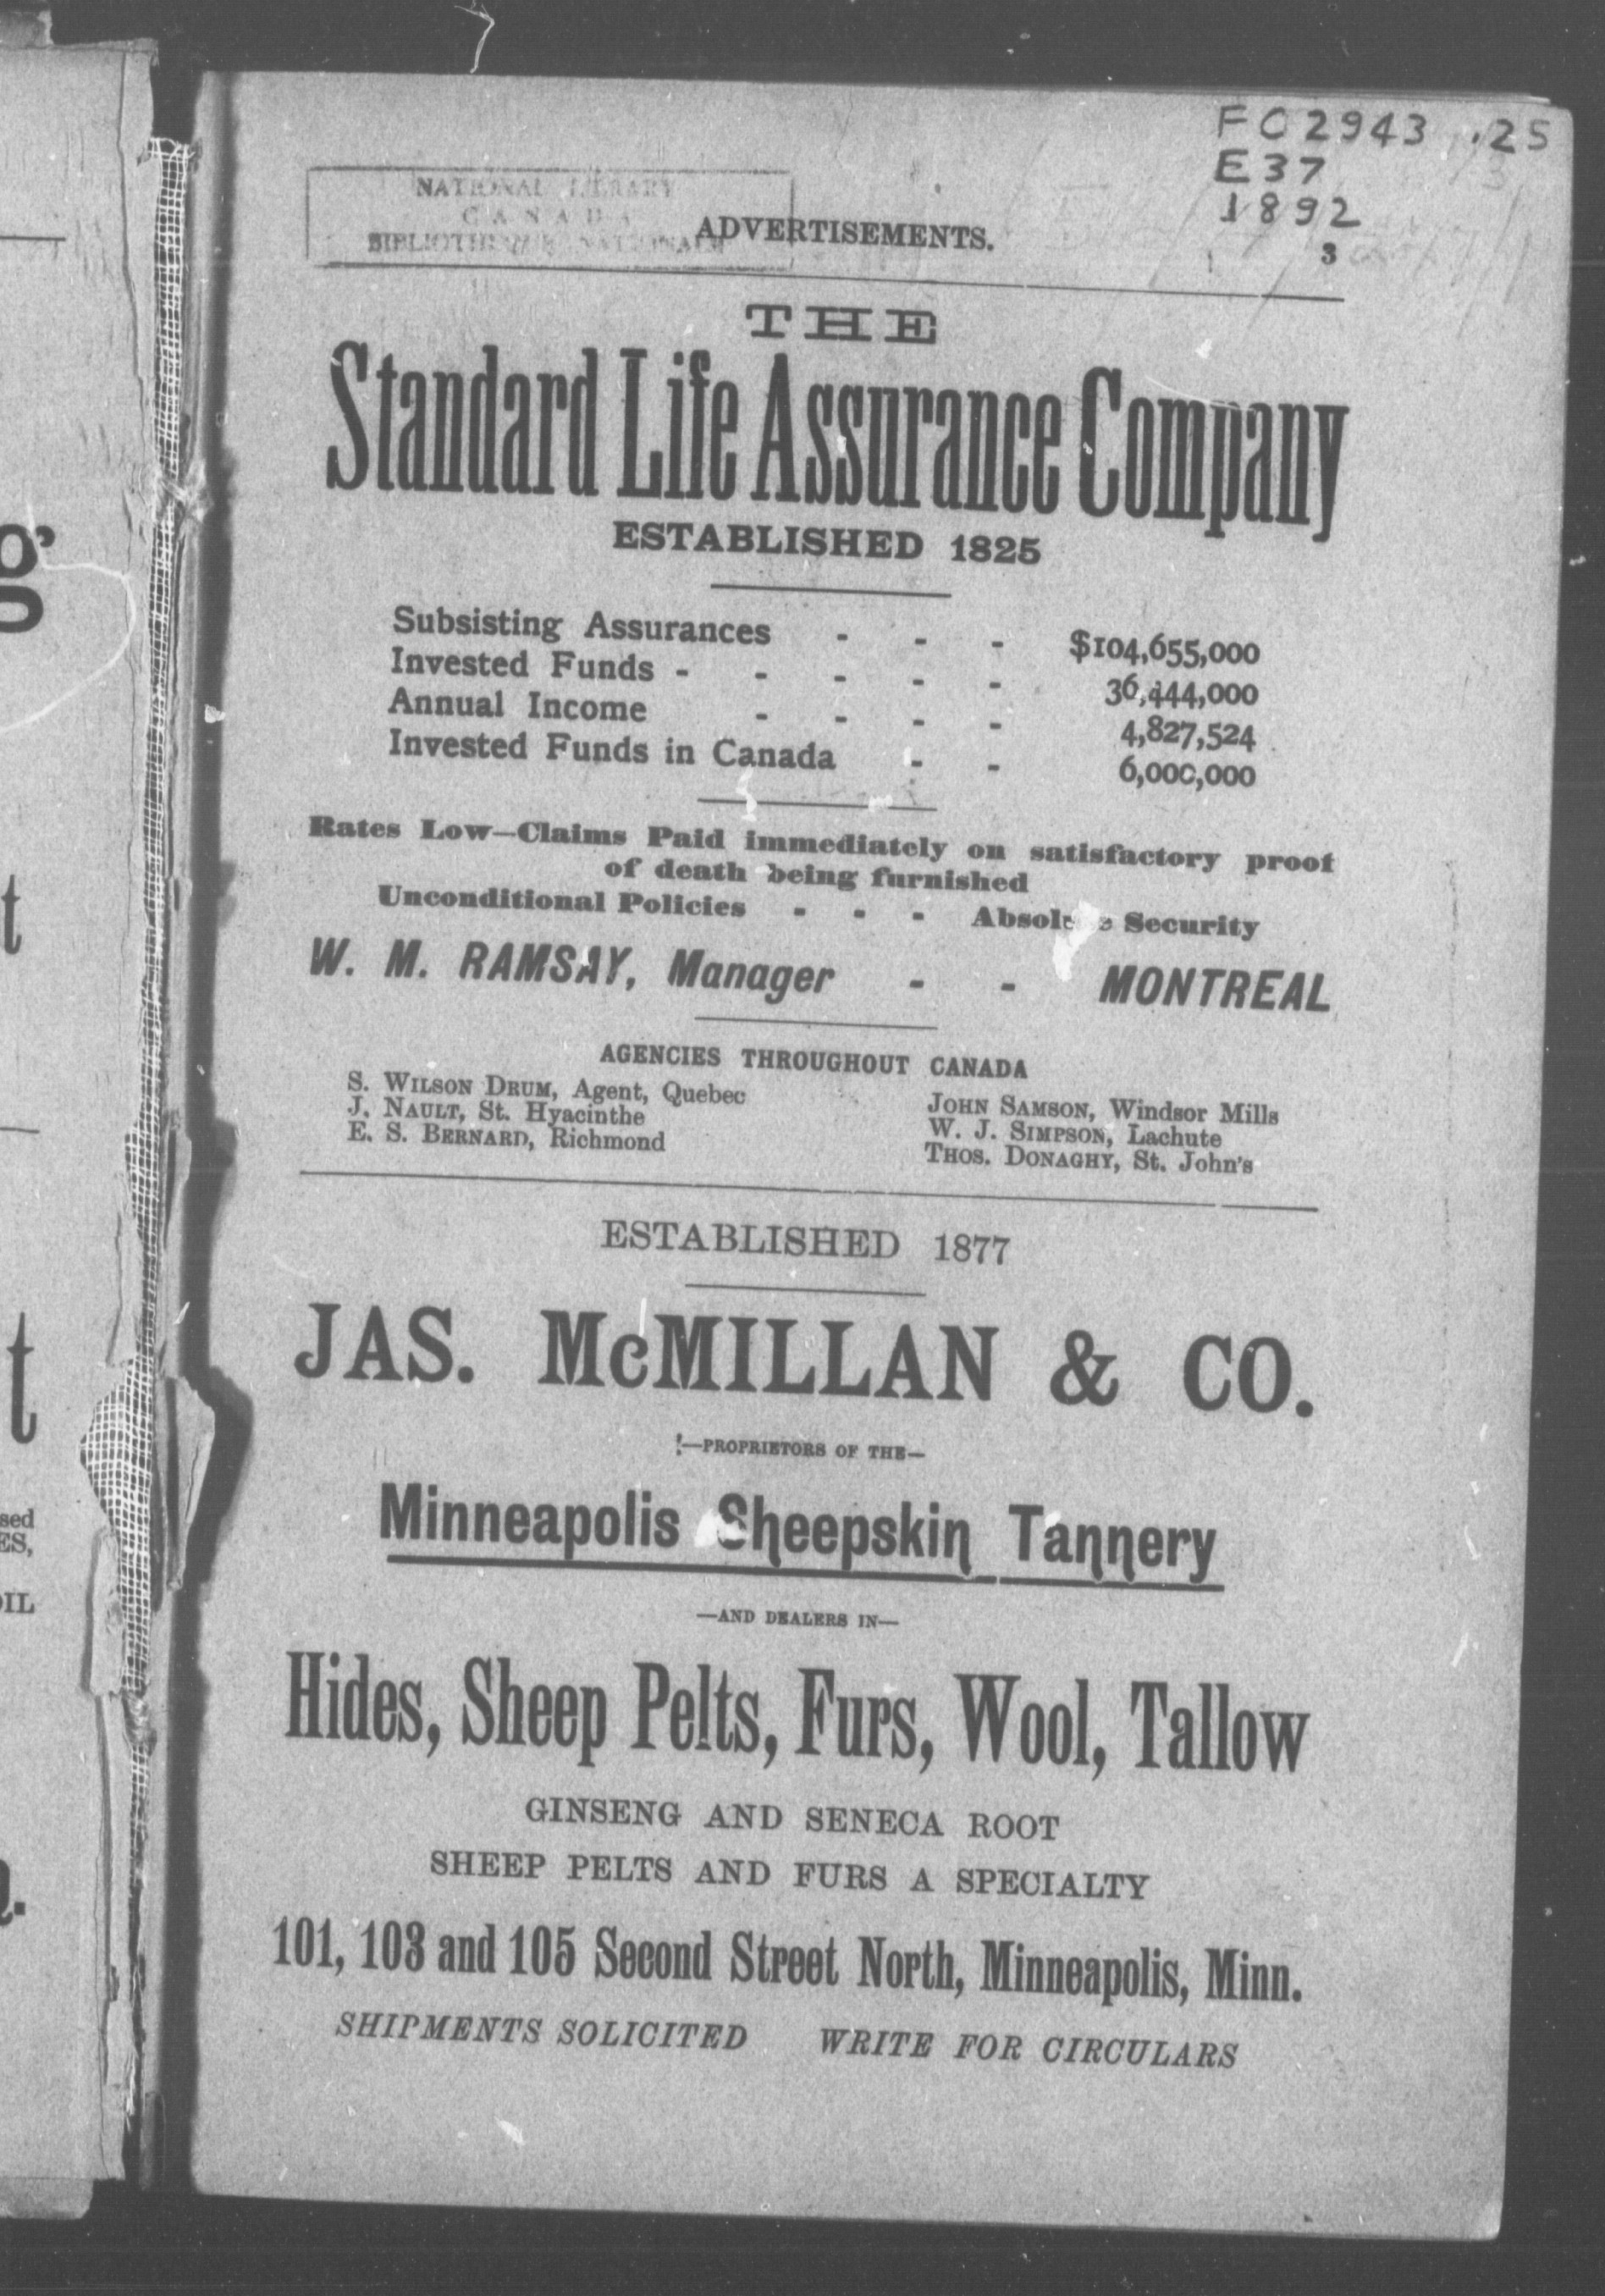 FC2943 .25
E37
1892
NATIONAL LIBRARY
CANADA
BIBLIOTHEQUE NATIONALE
ADVERTISEMENTS.
3
THE
Standard Life Assurance Company
ESTABLISHED 1825
Subsisting Assurances - - - $104,655,000
Invested Funds - - - - - 36,444,000
Annual Income - - - - 4,827,524
Invested Funds in Canada - - 6,000,000
Rates Low—Claims Paid immediately on satisfactory proof
of death being furnished
Unconditional Policies - - - Absolute Security
W. M. RAMSAY, Manager - - MONTREAL
AGENCIES THROUGHOUT CANADA
S. WILSON DRUM, Agent, Quebec
J. NAULT, St. Hyacinthe
E. S. BERNARD, Richmond
JOHN SAMSON, Windsor Mills
W. J. SIMPSON, Lachute
THOS. DONAGHY, St. John's
ESTABLISHED 1877
JAS. McMILLAN & CO.
—PROPRIETORS OF THE—
Minneapolis Sheepskin Tannery
—AND DEALERS IN—
Hides, Sheep Pelts, Furs, Wool, Tallow
GINSENG AND SENECA ROOT
SHEEP PELTS AND FURS A SPECIALTY
101, 103 and 105 Second Street North, Minneapolis, Minn.
SHIPMENTS SOLICITED WRITE FOR CIRCULARS